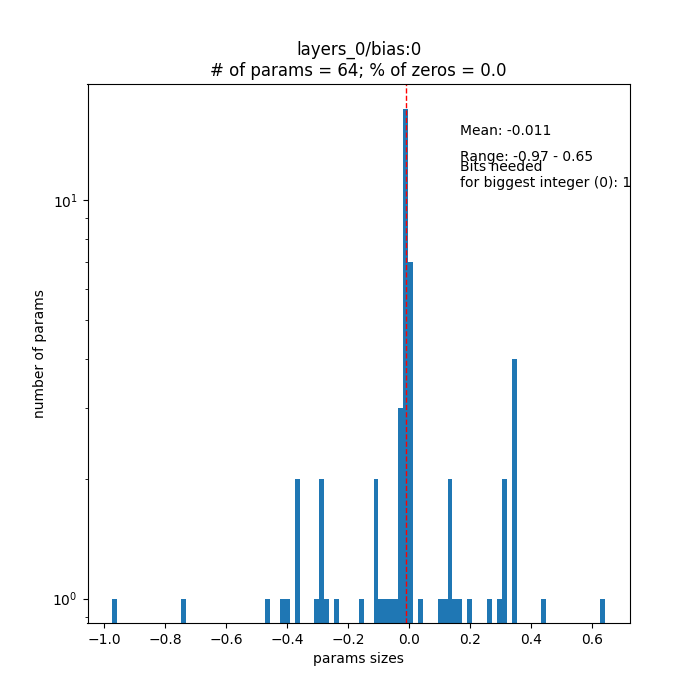 layers_0/bias:0
# of params = 64; % of zeros = 0.0
Mean: -0.011
Range: -0.97 - 0.65
Bits needed
for biggest integer (0): 1
10¹
10⁰
number of params
−1.0 −0.8 −0.6 −0.4 −0.2 0.0 0.2 0.4 0.6
params sizes